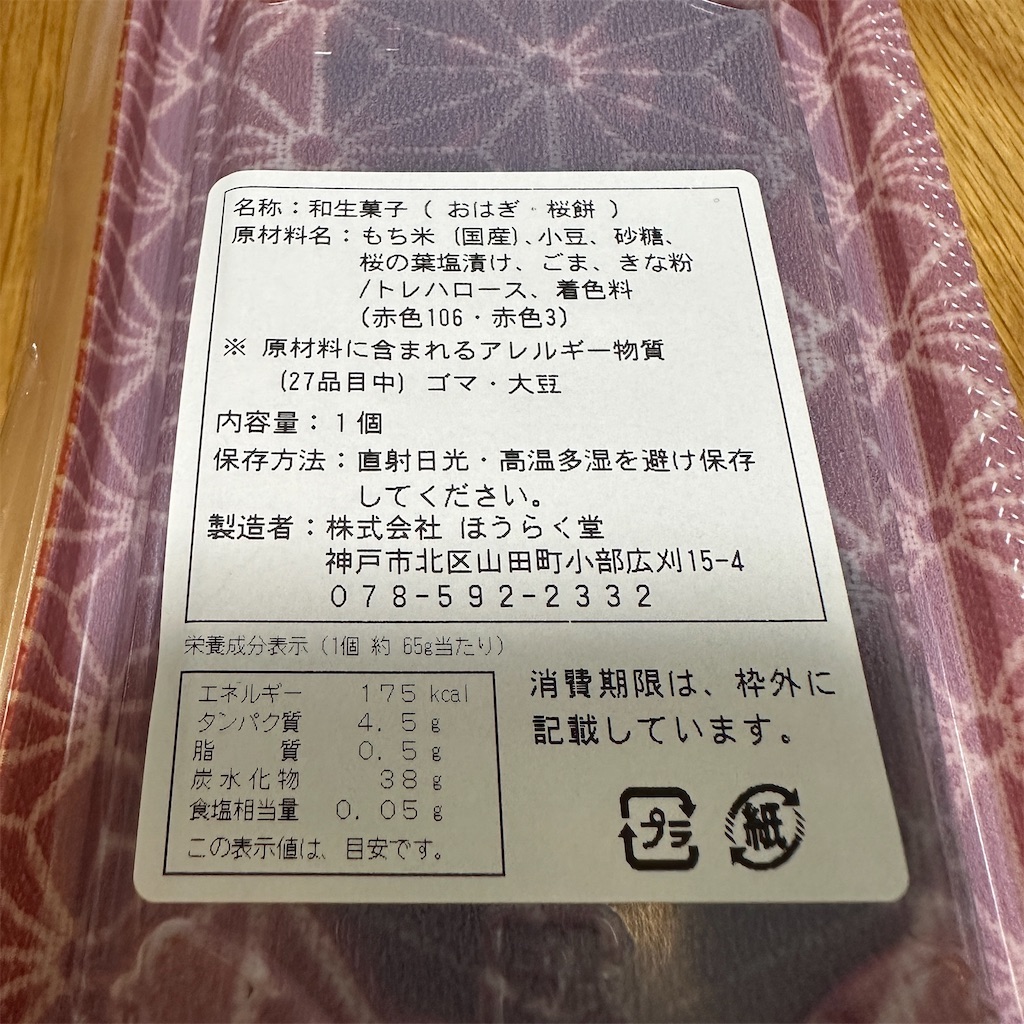 名称：和生菓子（ おはぎ・桜餅 ）
原材料名：もち米（国産）、小豆、砂糖、
桜の葉塩漬け、ごま、きな粉
/トレハロース、着色料
（赤色106・赤色3）
※ 原材料に含まれるアレルギー物質
（27品目中）ゴマ・大豆
内容量：１個
保存方法：直射日光・高温多湿を避け保存
してください。
製造者：株式会社 ほうらく堂
神戸市北区山田町小部広刈15-4
０７８-５９２-２３３２
栄養成分表示（1個 約 65g当たり）
エネルギー 175 kcal
タンパク質 4.5 g
脂質 0.5 g
炭水化物 38 g
食塩相当量 0.05 g
この表示値は、目安です。
消費期限は、枠外に
記載しています。
プラ 紙